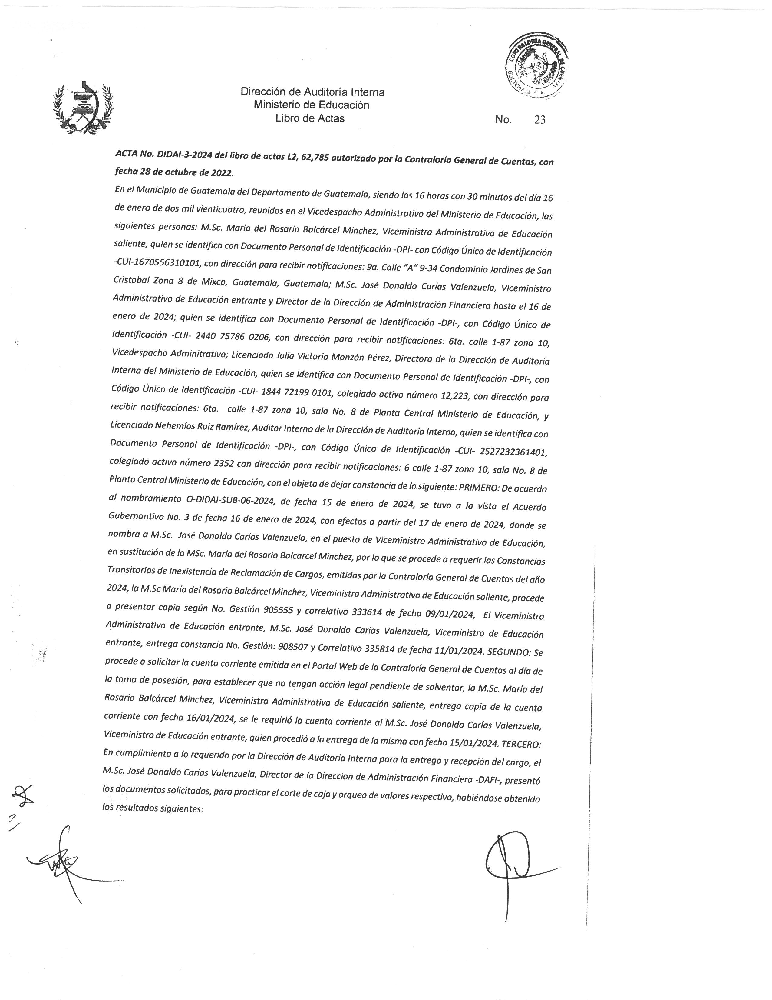 CONTRALORÍA GENERAL DE CUENTAS
GUATEMALA, C. A.
Dirección de Auditoría Interna
Ministerio de Educación
Libro de Actas
No. 23
ACTA No. DIDAI-3-2024 del libro de actas L2, 62,785 autorizado por la Contraloría General de Cuentas, con
fecha 28 de octubre de 2022.
En el Municipio de Guatemala del Departamento de Guatemala, siendo las 16 horas con 30 minutos del día 16
de enero de dos mil vienticuatro, reunidos en el Vicedespacho Administrativo del Ministerio de Educación, las
siguientes personas: M.Sc. María del Rosario Balcárcel Minchez, Viceministra Administrativa de Educación
saliente, quien se identifica con Documento Personal de Identificación -DPI- con Código Único de Identificación
-CUI-1670556310101, con dirección para recibir notificaciones: 9a. Calle “A” 9-34 Condominio Jardines de San
Cristobal Zona 8 de Mixco, Guatemala, Guatemala; M.Sc. José Donaldo Carías Valenzuela, Viceministro
Administrativo de Educación entrante y Director de la Dirección de Administración Financiera hasta el 16 de
enero de 2024; quien se identifica con Documento Personal de Identificación -DPI-, con Código Único de
Identificación -CUI- 2440 75786 0206, con dirección para recibir notificaciones: 6ta. calle 1-87 zona 10,
Vicedespacho Adminitrativo; Licenciada Julia Victoria Monzón Pérez, Directora de la Dirección de Auditoría
Interna del Ministerio de Educación, quien se identifica con Documento Personal de Identificación -DPI-, con
Código Único de Identificación -CUI- 1844 72199 0101, colegiado activo número 12,223, con dirección para
recibir notificaciones: 6ta. calle 1-87 zona 10, sala No. 8 de Planta Central Ministerio de Educación, y
Licenciado Nehemías Ruíz Ramírez, Auditor Interno de la Dirección de Auditoría Interna, quien se identifica con
Documento Personal de Identificación -DPI-, con Código Único de Identificación -CUI- 2527232361401,
colegiado activo número 2352 con dirección para recibir notificaciones: 6 calle 1-87 zona 10, sala No. 8 de
Planta Central Ministerio de Educación, con el objeto de dejar constancia de lo siguiente: PRIMERO: De acuerdo
al nombramiento O-DIDAI-SUB-06-2024, de fecha 15 de enero de 2024, se tuvo a la vista el Acuerdo
Gubernantivo No. 3 de fecha 16 de enero de 2024, con efectos a partir del 17 de enero de 2024, donde se
nombra a M.Sc. José Donaldo Carías Valenzuela, en el puesto de Viceministro Administrativo de Educación,
en sustitución de la MSc. María del Rosario Balcarcel Minchez, por lo que se procede a requerir las Constancias
Transitorias de Inexistencia de Reclamación de Cargos, emitidas por la Contraloría General de Cuentas del año
2024, la M.Sc María del Rosario Balcárcel Minchez, Viceministra Administrativa de Educación saliente, procede
a presentar copia según No. Gestión 905555 y correlativo 333614 de fecha 09/01/2024, El Viceministro
Administrativo de Educación entrante, M.Sc. José Donaldo Carías Valenzuela, Viceministro de Educación
entrante, entrega constancia No. Gestión: 908507 y Correlativo 335814 de fecha 11/01/2024. SEGUNDO: Se
procede a solicitar la cuenta corriente emitida en el Portal Web de la Contraloría General de Cuentas al día de
la toma de posesión, para establecer que no tengan acción legal pendiente de solventar, la M.Sc. María del
Rosario Balcárcel Minchez, Viceministra Administrativa de Educación saliente, entrega copia de la cuenta
corriente con fecha 16/01/2024, se le requirió la cuenta corriente al M.Sc. José Donaldo Carías Valenzuela,
Viceministro de Educación entrante, quien procedió a la entrega de la misma con fecha 15/01/2024. TERCERO:
En cumplimiento a lo requerido por la Dirección de Auditoría Interna para la entrega y recepción del cargo, el
M.Sc. José Donaldo Carias Valenzuela, Director de la Direccion de Administración Financiera -DAFI-, presentó
los documentos solicitados, para practicar el corte de caja y arqueo de valores respectivo, habiéndose obtenido
los resultados siguientes: